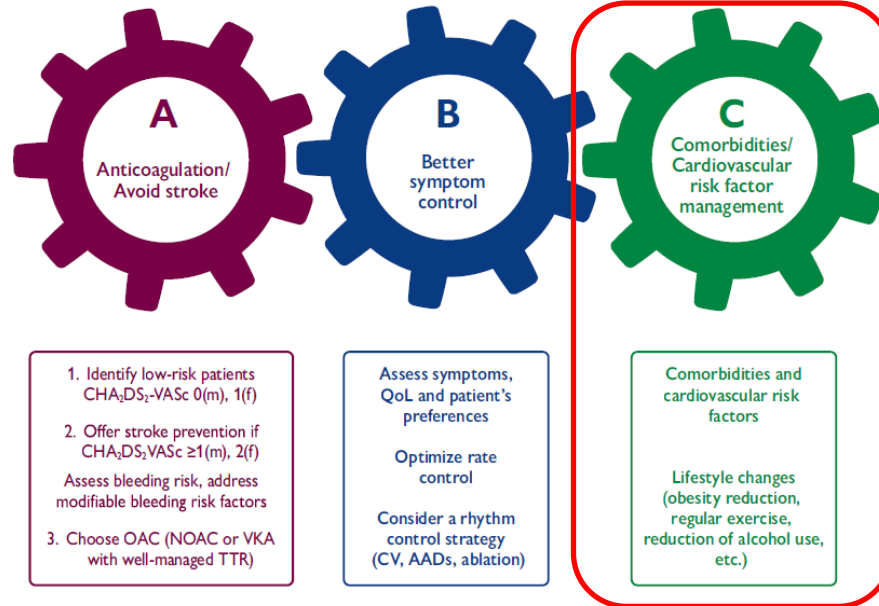 A
Anticoagulation/
Avoid stroke
B
Better
symptom
control
C
Comorbidities/
Cardiovascular
risk factor
management
1. Identify low-risk patients
CHA₂DS₂-VASc 0(m), 1(f)
2. Offer stroke prevention if
CHA₂DS₂VASc ≥1(m), 2(f)
Assess bleeding risk, address
modifiable bleeding risk factors
3. Choose OAC (NOAC or VKA
with well-managed TTR)
Assess symptoms,
QoL and patient's
preferences
Optimize rate
control
Consider a rhythm
control strategy
(CV, AADs, ablation)
Comorbidities and
cardiovascular risk
factors
Lifestyle changes
(obesity reduction,
regular exercise,
reduction of alcohol use,
etc.)